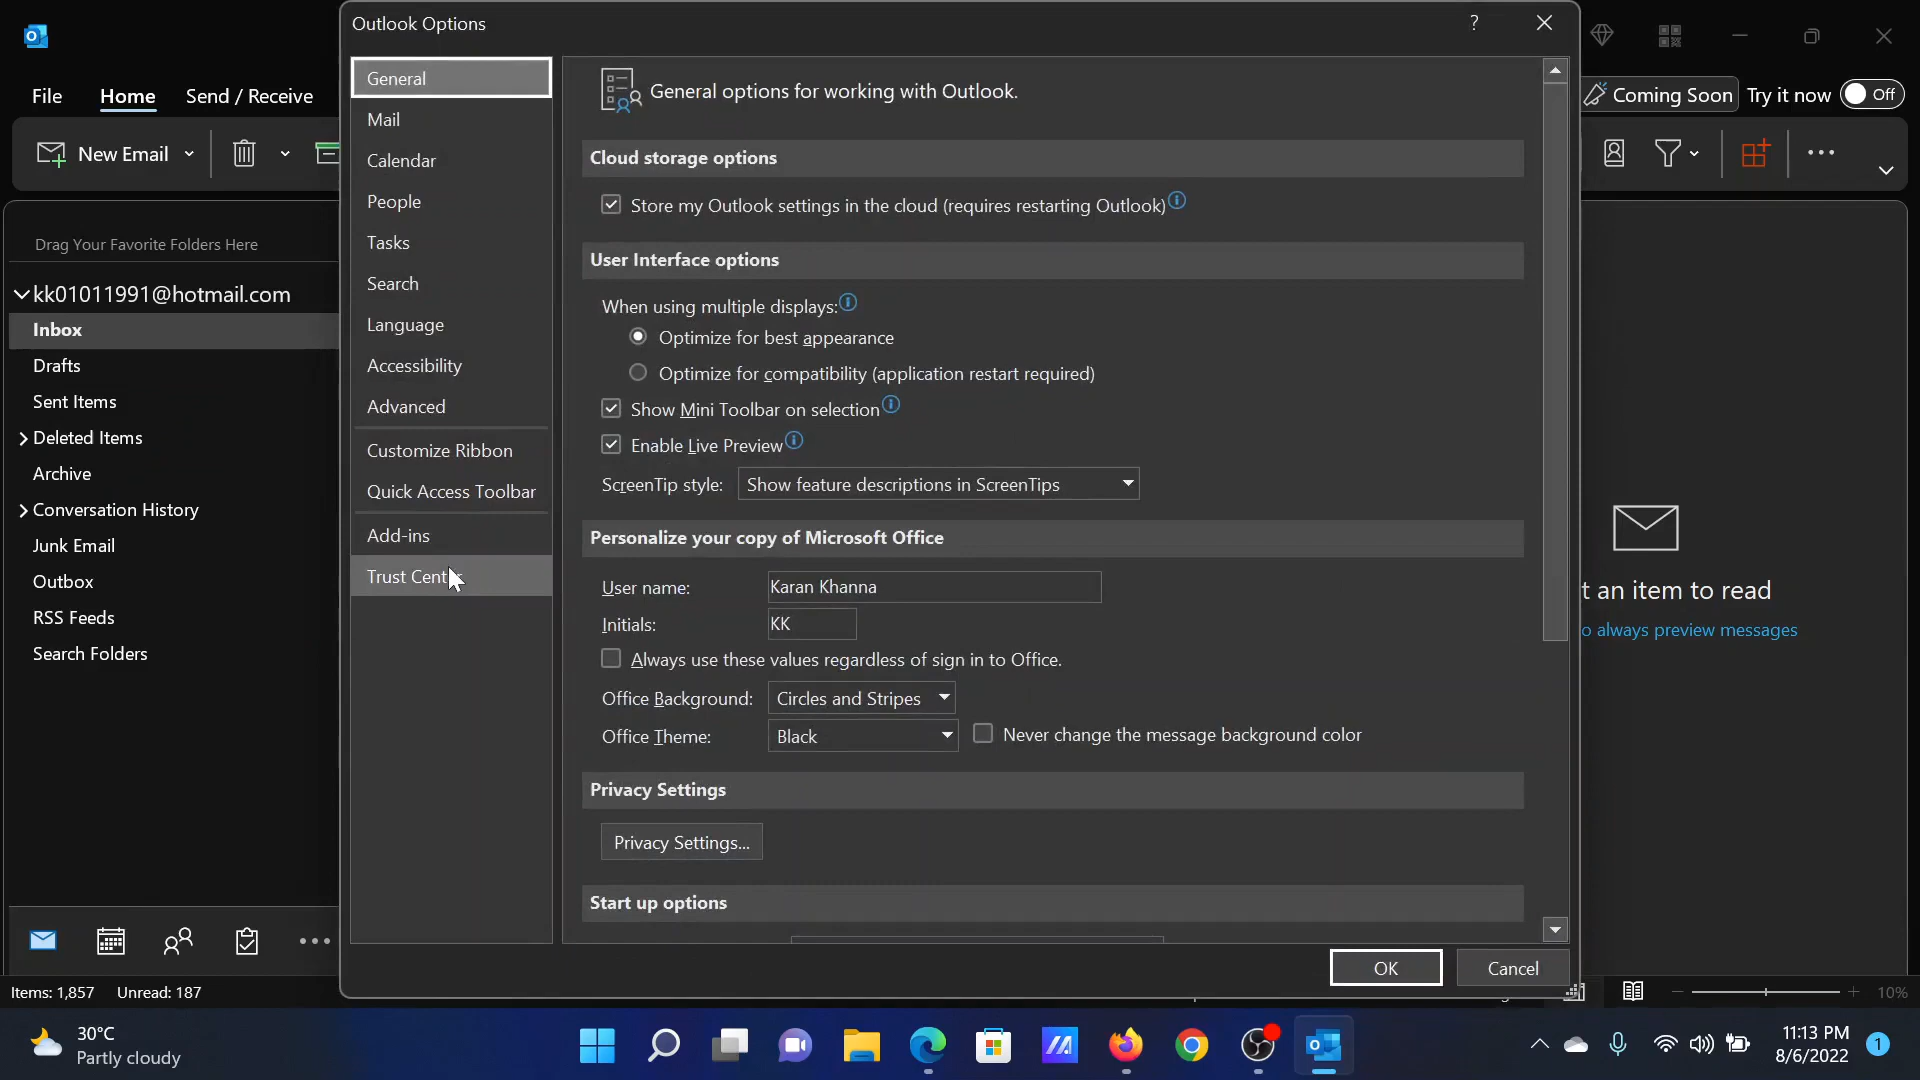 Outlook Options
?
File
Home
Send / Receive
Coming Soon
Try it now
Off
New Email
Drag Your Favorite Folders Here
kk01011991@hotmail.com
Inbox
Drafts
Sent Items
Deleted Items
Archive
Conversation History
Junk Email
Outbox
RSS Feeds
Search Folders
General
Mail
Calendar
People
Tasks
Search
Language
Accessibility
Advanced
Customize Ribbon
Quick Access Toolbar
Add-ins
Trust Cent
General options for working with Outlook.
Cloud storage options
Store my Outlook settings in the cloud (requires restarting Outlook)
User Interface options
When using multiple displays:
Optimize for best appearance
Optimize for compatibility (application restart required)
Show Mini Toolbar on selection
Enable Live Preview
ScreenTip style: Show feature descriptions in ScreenTips
Personalize your copy of Microsoft Office
User name: Karan Khanna
Initials: KK
Always use these values regardless of sign in to Office.
Office Background: Circles and Stripes
Office Theme: Black
Never change the message background color
Privacy Settings
Privacy Settings...
Start up options
OK
Cancel
t an item to read
o always preview messages
Items: 1,857
Unread: 187
10%
30°C
Partly cloudy
11:13 PM
8/6/2022
1